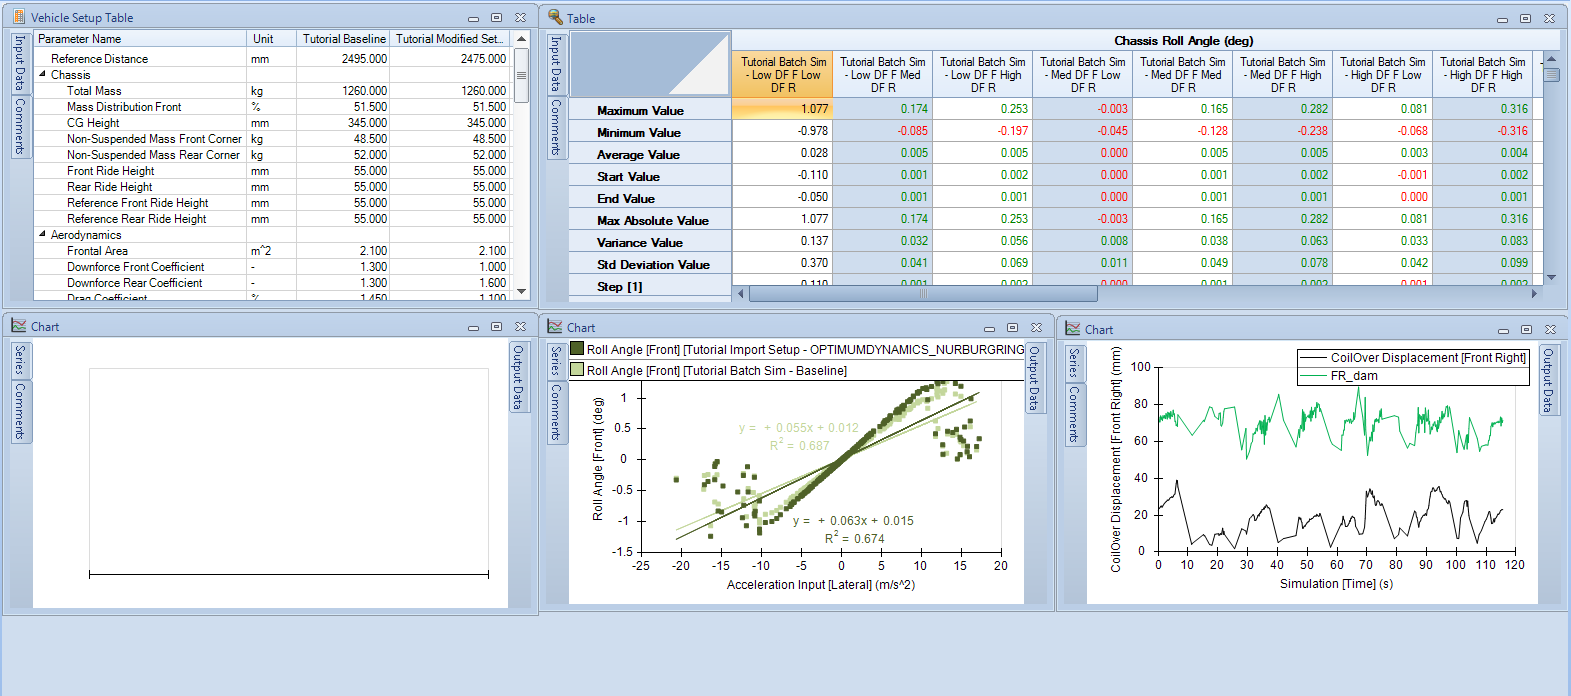 Vehicle Setup Table
Input Data
Comments
Parameter Name Unit Tutorial Baseline Tutorial Modified Set...
Reference Distance mm 2495.000 2475.000
Chassis
Total Mass kg 1260.000 1260.000
Mass Distribution Front % 51.500 51.500
CG Height mm 345.000 345.000
Non-Suspended Mass Front Corner kg 48.500 48.500
Non-Suspended Mass Rear Corner kg 52.000 52.000
Front Ride Height mm 55.000 55.000
Rear Ride Height mm 55.000 55.000
Reference Front Ride Height mm 55.000 55.000
Reference Rear Ride Height mm 55.000 55.000
Aerodynamics
Frontal Area m^2 2.100 2.100
Downforce Front Coefficient - 1.300 1.000
Downforce Rear Coefficient - 1.300 1.600
Drag Coefficient % 1.450 1.100
Table
Input Data
Comments
Chassis Roll Angle (deg)
Tutorial Batch Sim - Low DF F Low DF R Tutorial Batch Sim - Low DF F Med DF R Tutorial Batch Sim - Low DF F High DF R Tutorial Batch Sim - Med DF F Low DF R Tutorial Batch Sim - Med DF F Med DF R Tutorial Batch Sim - Med DF F High DF R Tutorial Batch Sim - High DF F Low DF R Tutorial Batch Sim - High DF F High DF R
Maximum Value 1.077 0.174 0.253 -0.003 0.165 0.282 0.081 0.316
Minimum Value -0.978 -0.085 -0.197 -0.045 -0.128 -0.238 -0.068 -0.316
Average Value 0.028 0.005 0.005 0.000 0.005 0.005 0.003 0.004
Start Value -0.110 0.001 0.002 0.000 0.001 0.002 -0.001 0.002
End Value -0.050 0.001 0.001 0.000 0.001 0.001 0.000 0.001
Max Absolute Value 1.077 0.174 0.253 -0.003 0.165 0.282 0.081 0.316
Variance Value 0.137 0.032 0.056 0.008 0.038 0.063 0.033 0.083
Std Deviation Value 0.370 0.041 0.069 0.011 0.049 0.078 0.042 0.099
Step [1] 0.110 0.001 0.002 0.000 0.001 0.002 0.001 0.002
Chart
Series
Comments
Output Data
Chart
Series
Comments
Output Data
Roll Angle [Front] [Tutorial Import Setup - OPTIMUMDYNAMICS_NURBURGRING
Roll Angle [Front] [Tutorial Batch Sim - Baseline]
Roll Angle [Front] (deg)
1
0.5
0
-0.5
-1
-1.5
y = + 0.055x + 0.012
R2 = 0.687
y = + 0.063x + 0.015
R2 = 0.674
-25 -20 -15 -10 -5 0 5 10 15 20
Acceleration Input [Lateral] (m/s^2)
Chart
Series
Comments
Output Data
CoilOver Displacement [Front Right]
FR_dam
CoilOver Displacement [Front Right] (mm)
100
80
60
40
20
0
0 10 20 30 40 50 60 70 80 90 100 110 120
Simulation [Time] (s)